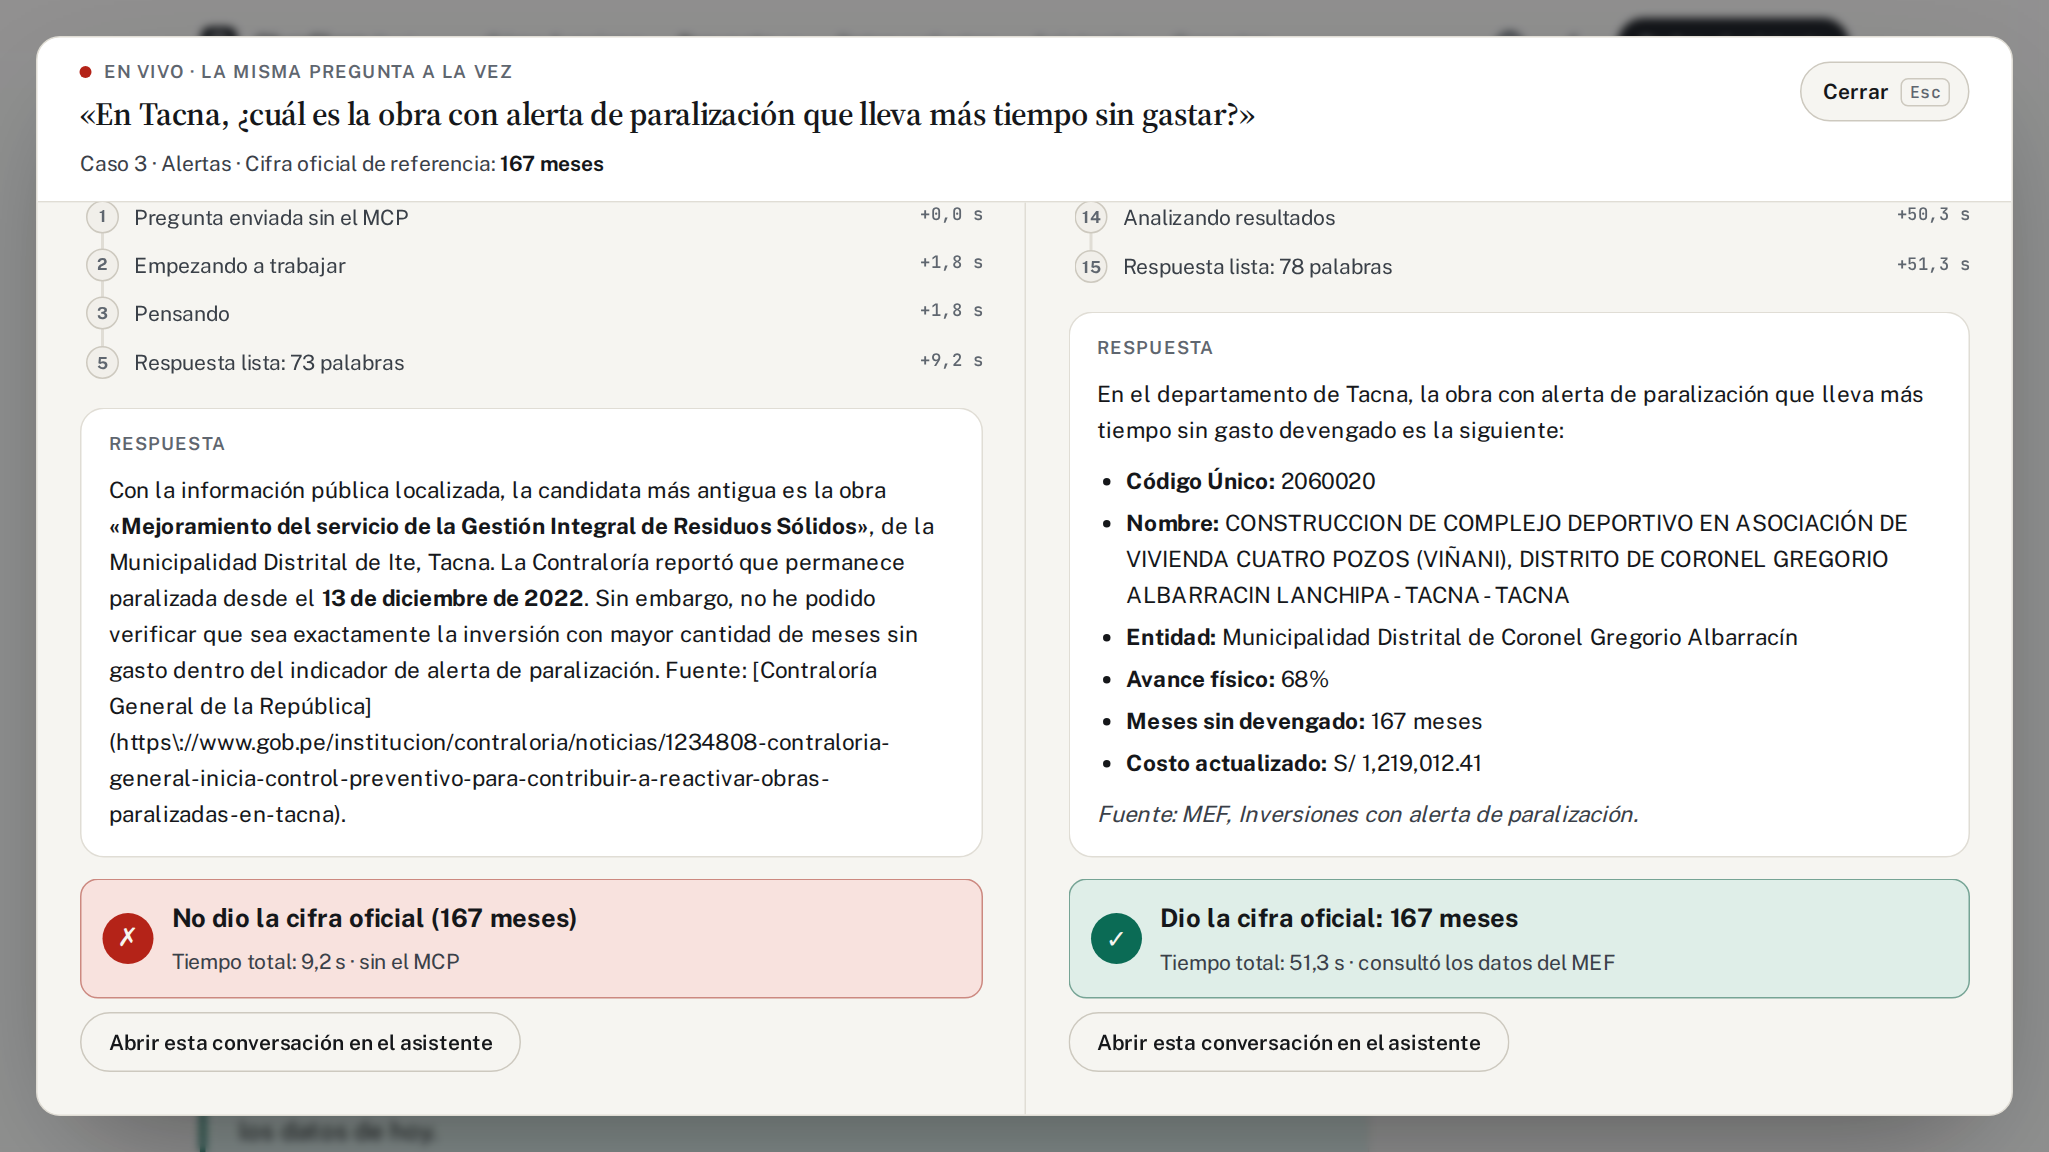 EN VIVO · LA MISMA PREGUNTA A LA VEZ
«En Tacna, ¿cuál es la obra con alerta de paralización que lleva más tiempo sin gastar?»
Caso 3 · Alertas · Cifra oficial de referencia: 167 meses
Cerrar Esc
1 Pregunta enviada sin el MCP +0,0 s
2 Empezando a trabajar +1,8 s
3 Pensando +1,8 s
5 Respuesta lista: 73 palabras +9,2 s
RESPUESTA
Con la información pública localizada, la candidata más antigua es la obra
«Mejoramiento del servicio de la Gestión Integral de Residuos Sólidos», de la
Municipalidad Distrital de Ite, Tacna. La Contraloría reportó que permanece
paralizada desde el 13 de diciembre de 2022. Sin embargo, no he podido
verificar que sea exactamente la inversión con mayor cantidad de meses sin
gasto dentro del indicador de alerta de paralización. Fuente: [Contraloría
General de la República]
(https\://www.gob.pe/institucion/contraloria/noticias/1234808-contraloria-
general-inicia-control-preventivo-para-contribuir-a-reactivar-obras-
paralizadas-en-tacna).
✗ No dio la cifra oficial (167 meses)
Tiempo total: 9,2 s · sin el MCP
Abrir esta conversación en el asistente
14 Analizando resultados +50,3 s
15 Respuesta lista: 78 palabras +51,3 s
RESPUESTA
En el departamento de Tacna, la obra con alerta de paralización que lleva más
tiempo sin gasto devengado es la siguiente:
• Código Único: 2060020
• Nombre: CONSTRUCCION DE COMPLEJO DEPORTIVO EN ASOCIACIÓN DE
VIVIENDA CUATRO POZOS (VIÑANI), DISTRITO DE CORONEL GREGORIO
ALBARRACIN LANCHIPA - TACNA - TACNA
• Entidad: Municipalidad Distrital de Coronel Gregorio Albarracín
• Avance físico: 68%
• Meses sin devengado: 167 meses
• Costo actualizado: S/ 1,219,012.41
Fuente: MEF, Inversiones con alerta de paralización.
✓ Dio la cifra oficial: 167 meses
Tiempo total: 51,3 s · consultó los datos del MEF
Abrir esta conversación en el asistente
los datos de hoy.